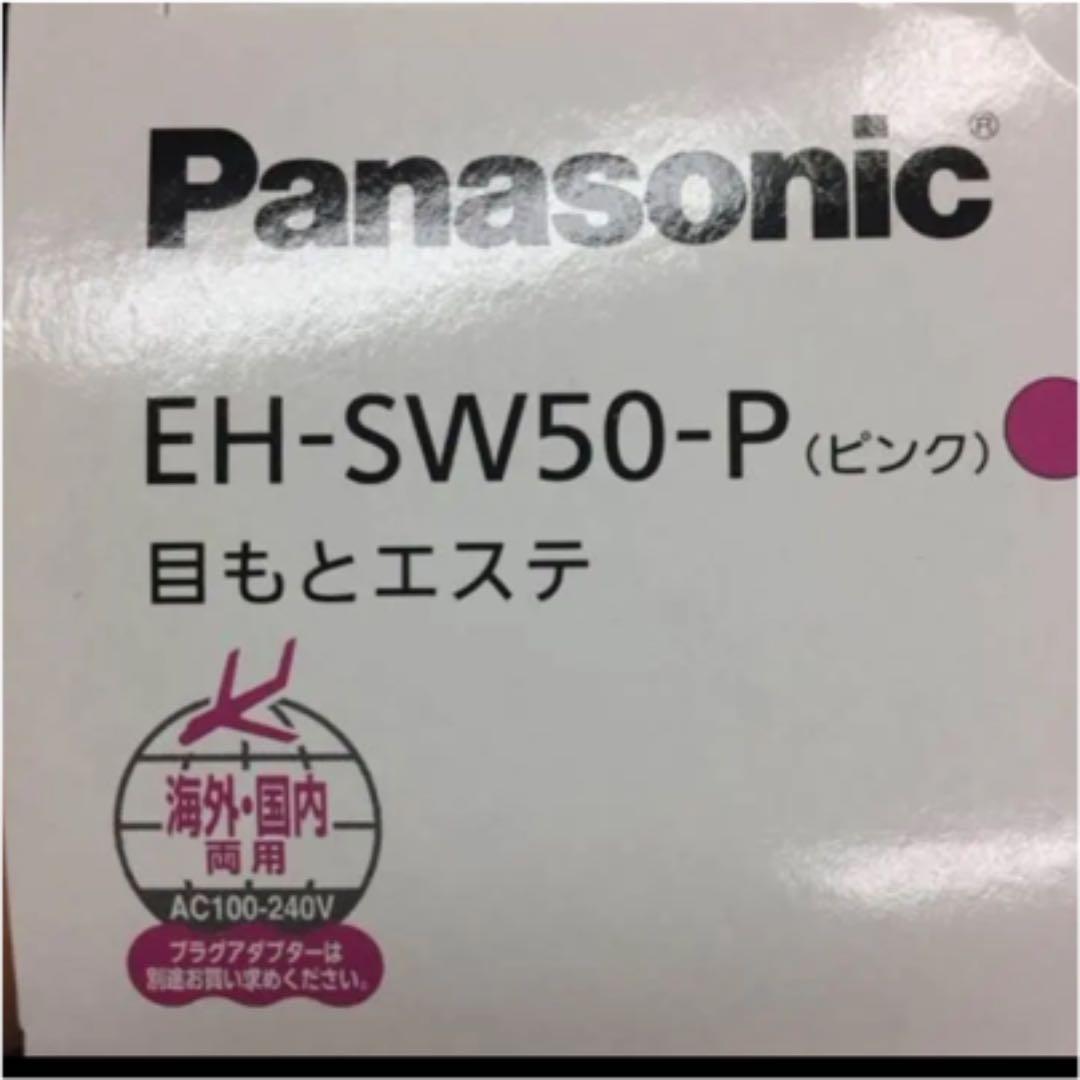 Panasonic®
EH-SW50-P（ピンク）
目もとエステ
海外・国内
両用
AC100-240V
プラグアダプターは
別途お買い求めください。